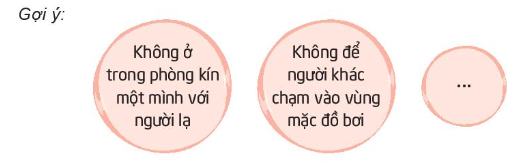 Gợi ý:
Không ở
trong phòng kín
một mình với
người lạ
Không để
người khác
chạm vào vùng
mặc đồ bơi
...